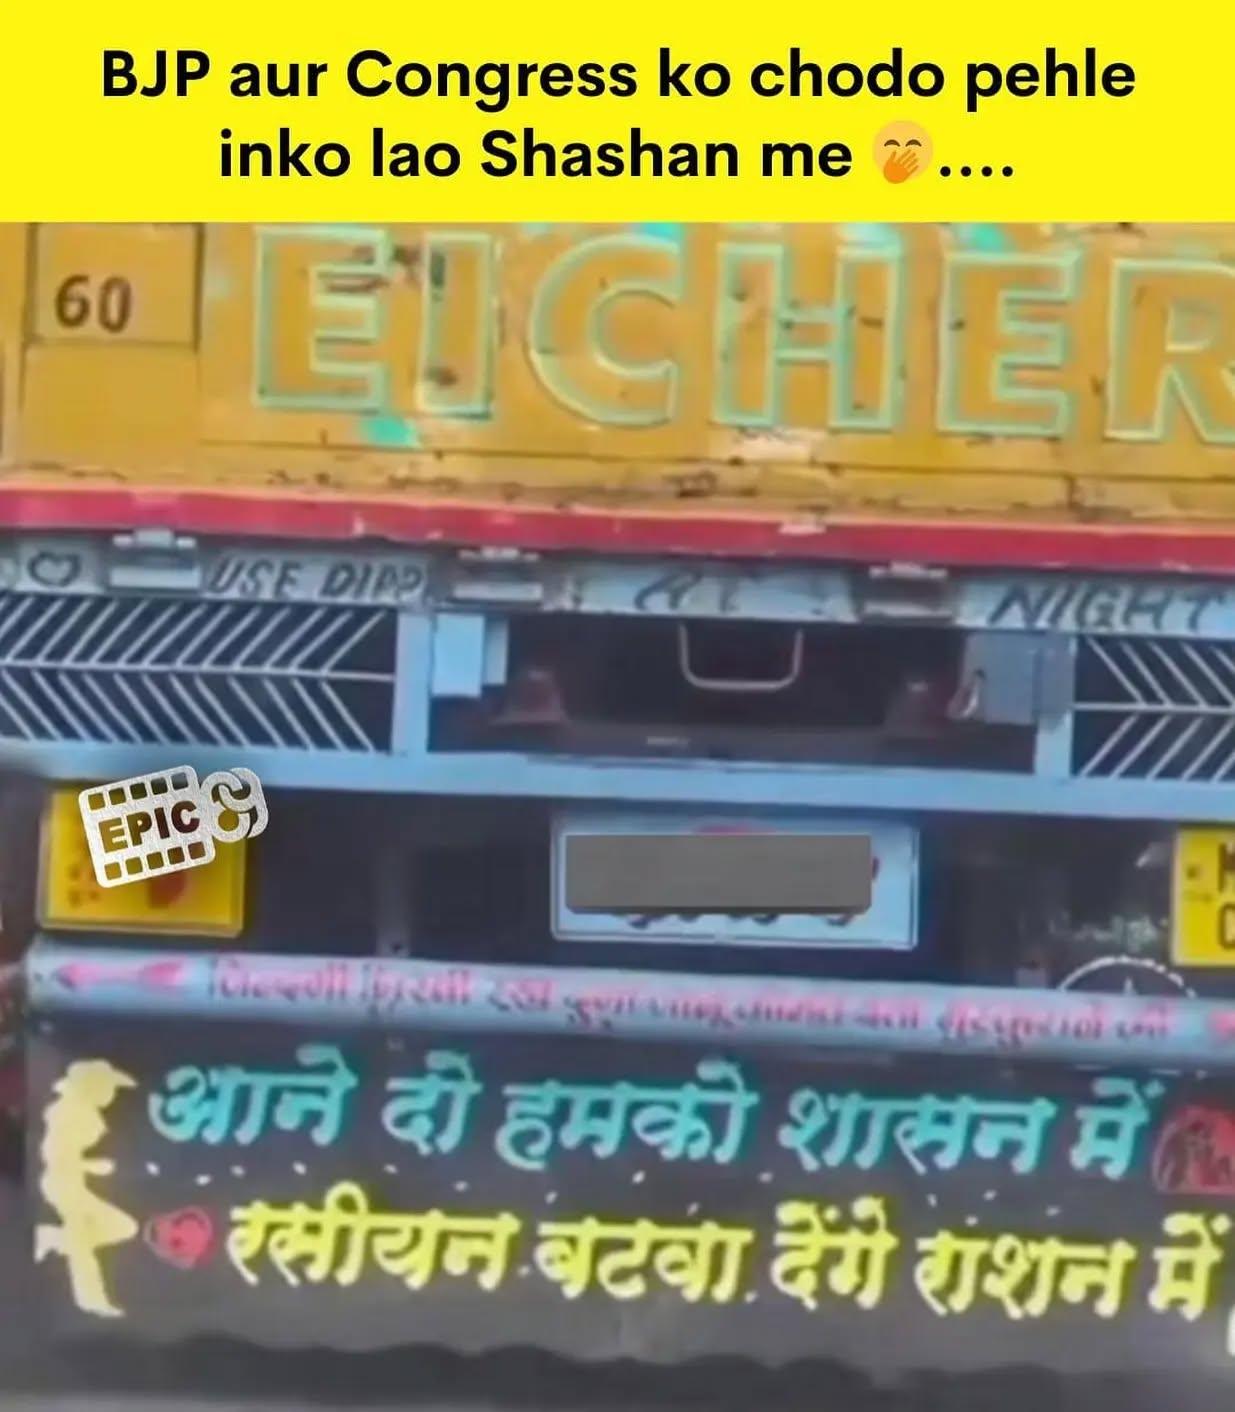 BJP aur Congress ko chodo pehle
inko lao Shashan me 🤭....
60
EICHER
USE DIPP
AT
NIGHT
EPIC
आने दो हमको शासन में
रसीयन बटवा देंगे राशन में